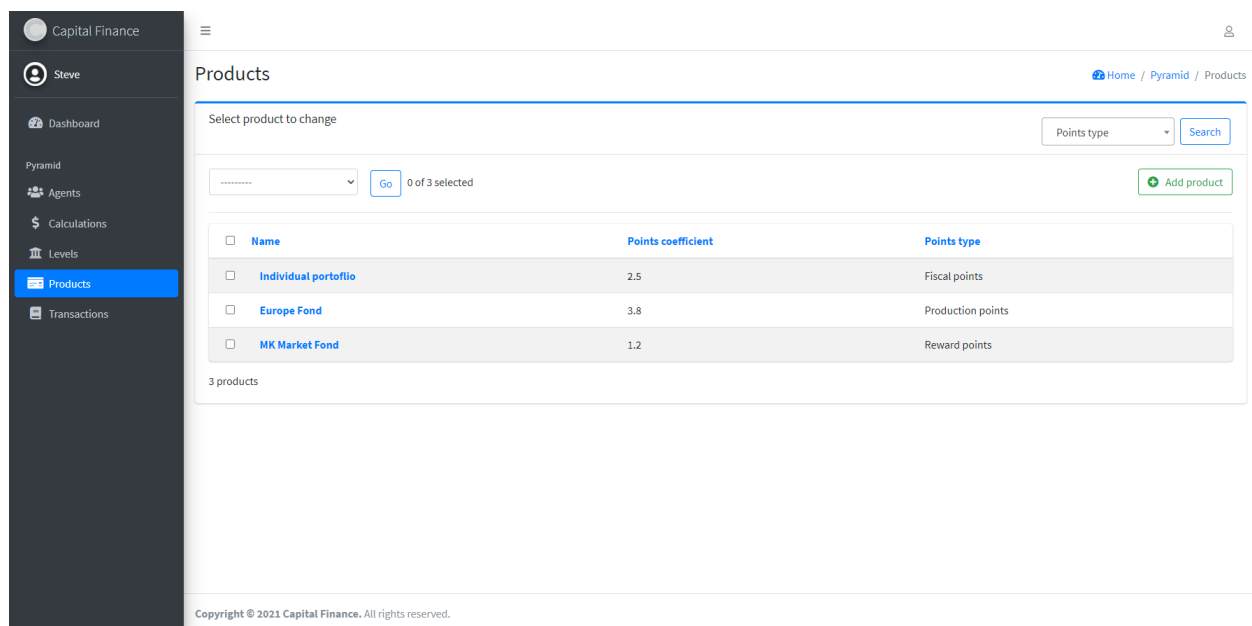 Capital Finance
Steve
Dashboard
Pyramid
Agents
Calculations
Levels
Products
Transactions
Products
Home / Pyramid / Products
Select product to change
Points type
Search
---------
Go
0 of 3 selected
Add product
Name Points coefficient Points type
Individual portoflio 2.5 Fiscal points
Europe Fond 3.8 Production points
MK Market Fond 1.2 Reward points
3 products
Copyright © 2021 Capital Finance. All rights reserved.